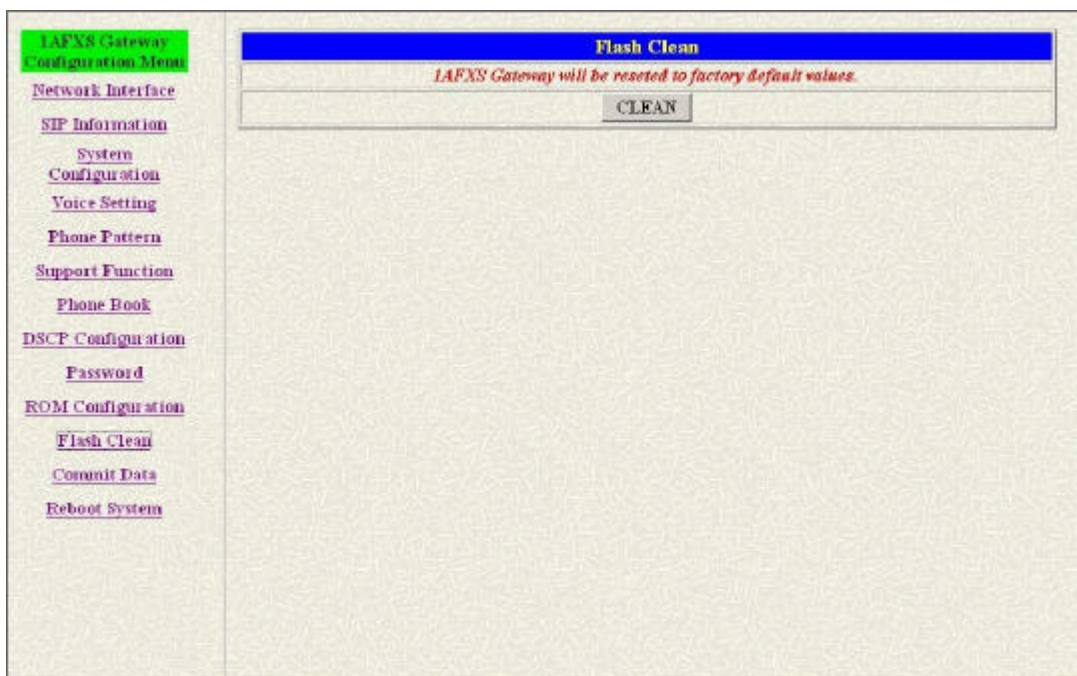 1AFXS Gateway
Configuration Menu
Network Interface
SIP Information
System
Configuration
Voice Setting
Phone Pattern
Support Function
Phone Book
DSCP Configuration
Password
ROM Configuration
Flash Clean
Commit Data
Reboot System
Flash Clean
1AFXS Gateway will be reseted to factory default values.
CLEAN